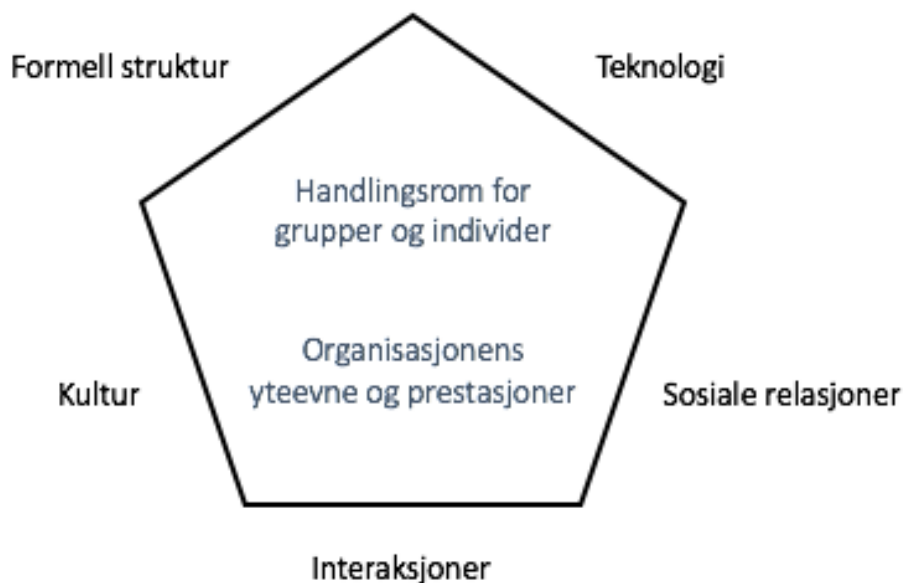 Formell struktur
Teknologi
Handlingsrom for
grupper og individer
Organisasjonens
yteevne og prestasjoner
Kultur
Sosiale relasjoner
Interaksjoner